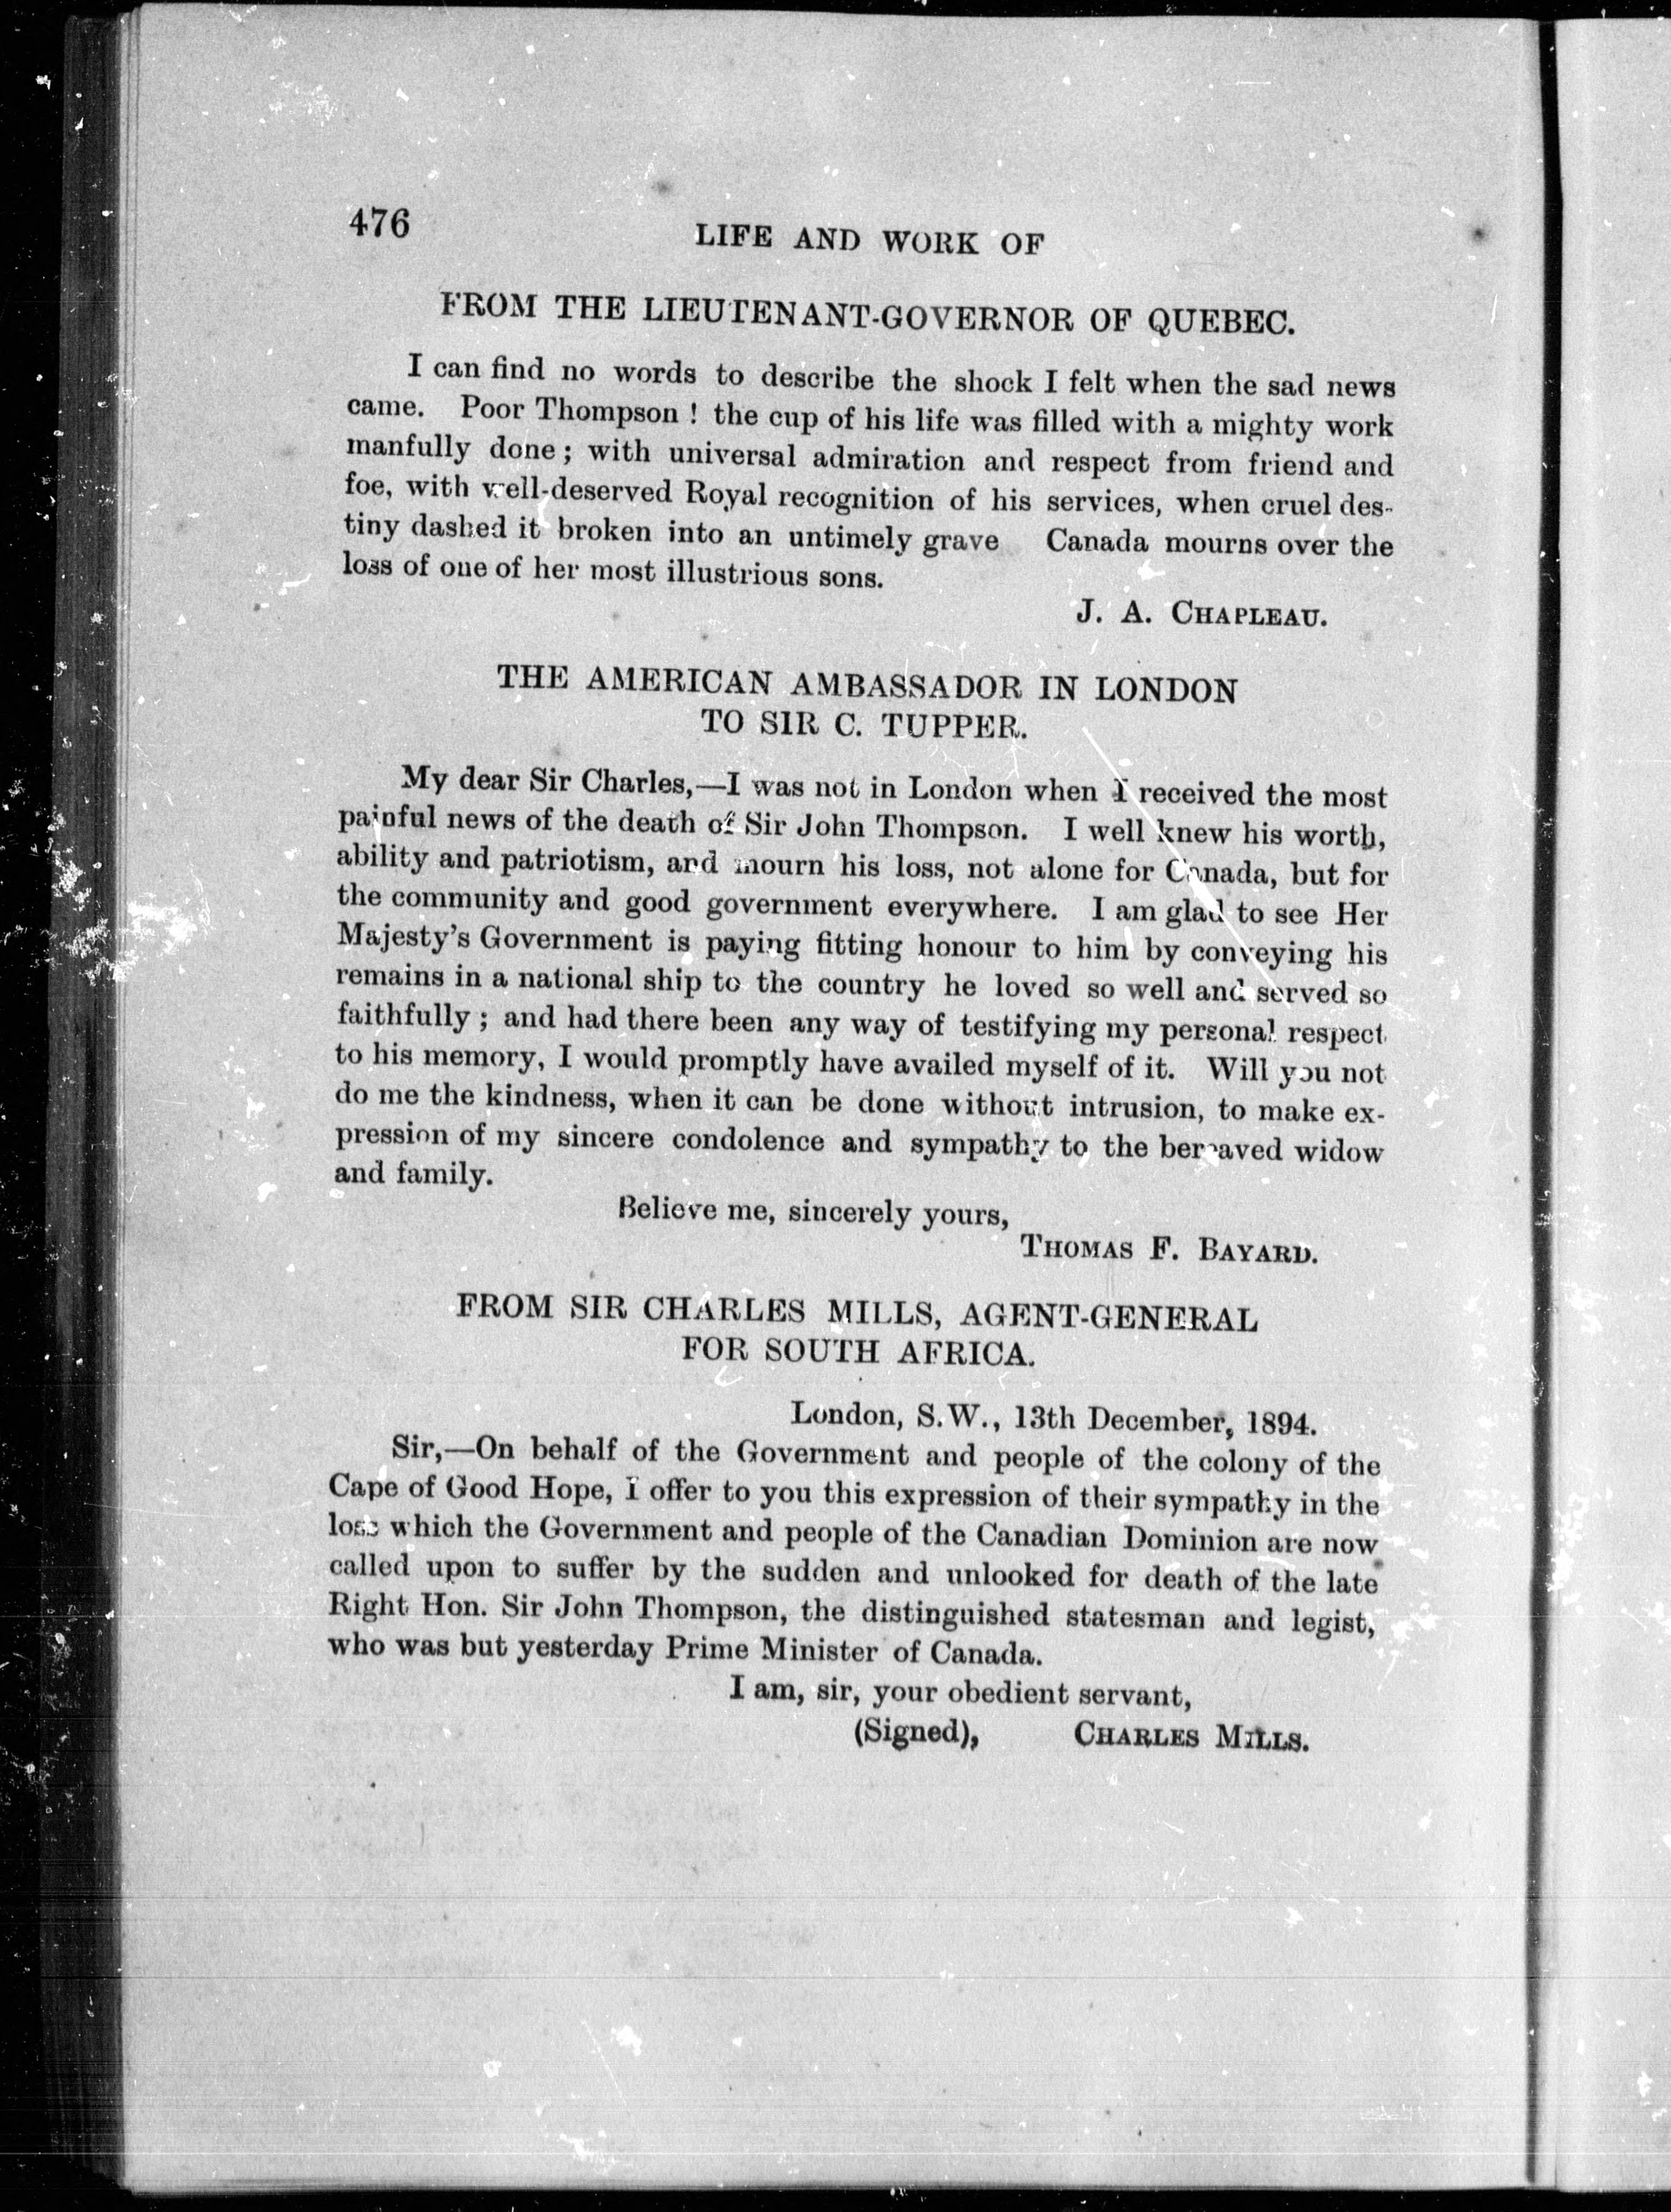 476
LIFE AND WORK OF
FROM THE LIEUTENANT-GOVERNOR OF QUEBEC.
I can find no words to describe the shock I felt when the sad news
came. Poor Thompson ! the cup of his life was filled with a mighty work
manfully done ; with universal admiration and respect from friend and
foe, with well-deserved Royal recognition of his services, when cruel des-
tiny dashed it broken into an untimely grave Canada mourns over the
loss of one of her most illustrious sons.
J. A. CHAPLEAU.
THE AMERICAN AMBASSADOR IN LONDON
TO SIR C. TUPPER.
My dear Sir Charles,—I was not in London when I received the most
painful news of the death of Sir John Thompson. I well knew his worth,
ability and patriotism, and mourn his loss, not alone for Canada, but for
the community and good government everywhere. I am glad to see Her
Majesty's Government is paying fitting honour to him by conveying his
remains in a national ship to the country he loved so well and served so
faithfully ; and had there been any way of testifying my personal respect
to his memory, I would promptly have availed myself of it. Will you not
do me the kindness, when it can be done without intrusion, to make ex-
pression of my sincere condolence and sympathy to the bereaved widow
and family.
Believe me, sincerely yours,
THOMAS F. BAYARD.
FROM SIR CHARLES MILLS, AGENT-GENERAL
FOR SOUTH AFRICA.
London, S.W., 13th December, 1894.
Sir,—On behalf of the Government and people of the colony of the
Cape of Good Hope, I offer to you this expression of their sympathy in the
loss which the Government and people of the Canadian Dominion are now
called upon to suffer by the sudden and unlooked for death of the late
Right Hon. Sir John Thompson, the distinguished statesman and legist,
who was but yesterday Prime Minister of Canada.
I am, sir, your obedient servant,
(Signed), CHARLES MILLS.